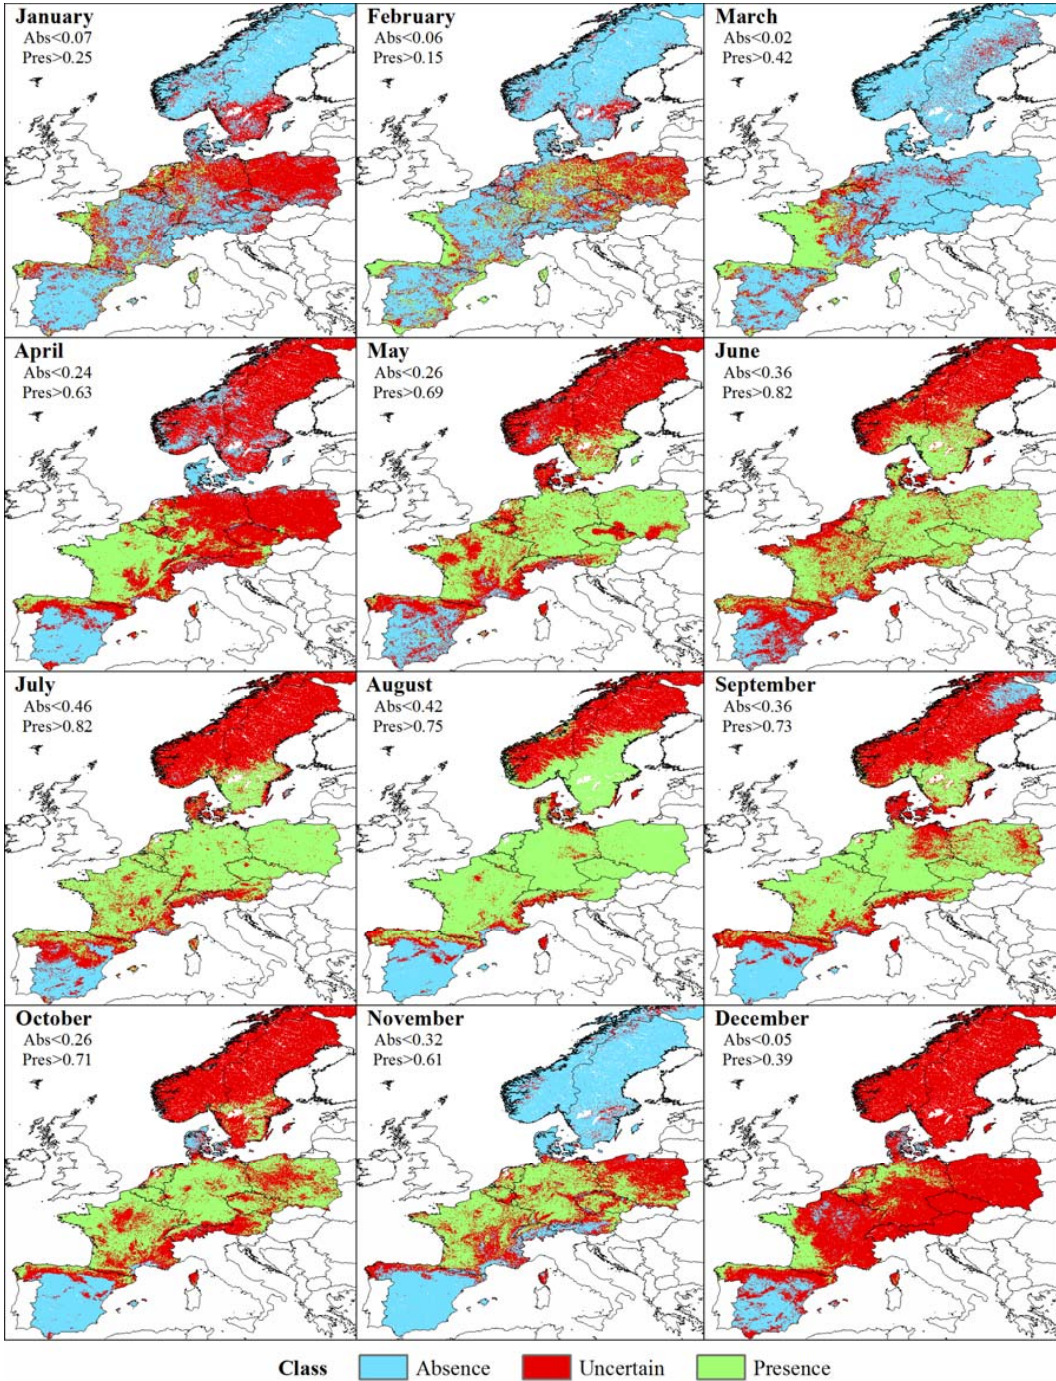 January
Abs<0.07
Pres>0.25
February
Abs<0.06
Pres>0.15
March
Abs<0.02
Pres>0.42
April
Abs<0.24
Pres>0.63
May
Abs<0.26
Pres>0.69
June
Abs<0.36
Pres>0.82
July
Abs<0.46
Pres>0.82
August
Abs<0.42
Pres>0.75
September
Abs<0.36
Pres>0.73
October
Abs<0.26
Pres>0.71
November
Abs<0.32
Pres>0.61
December
Abs<0.05
Pres>0.39
Class Absence Uncertain Presence